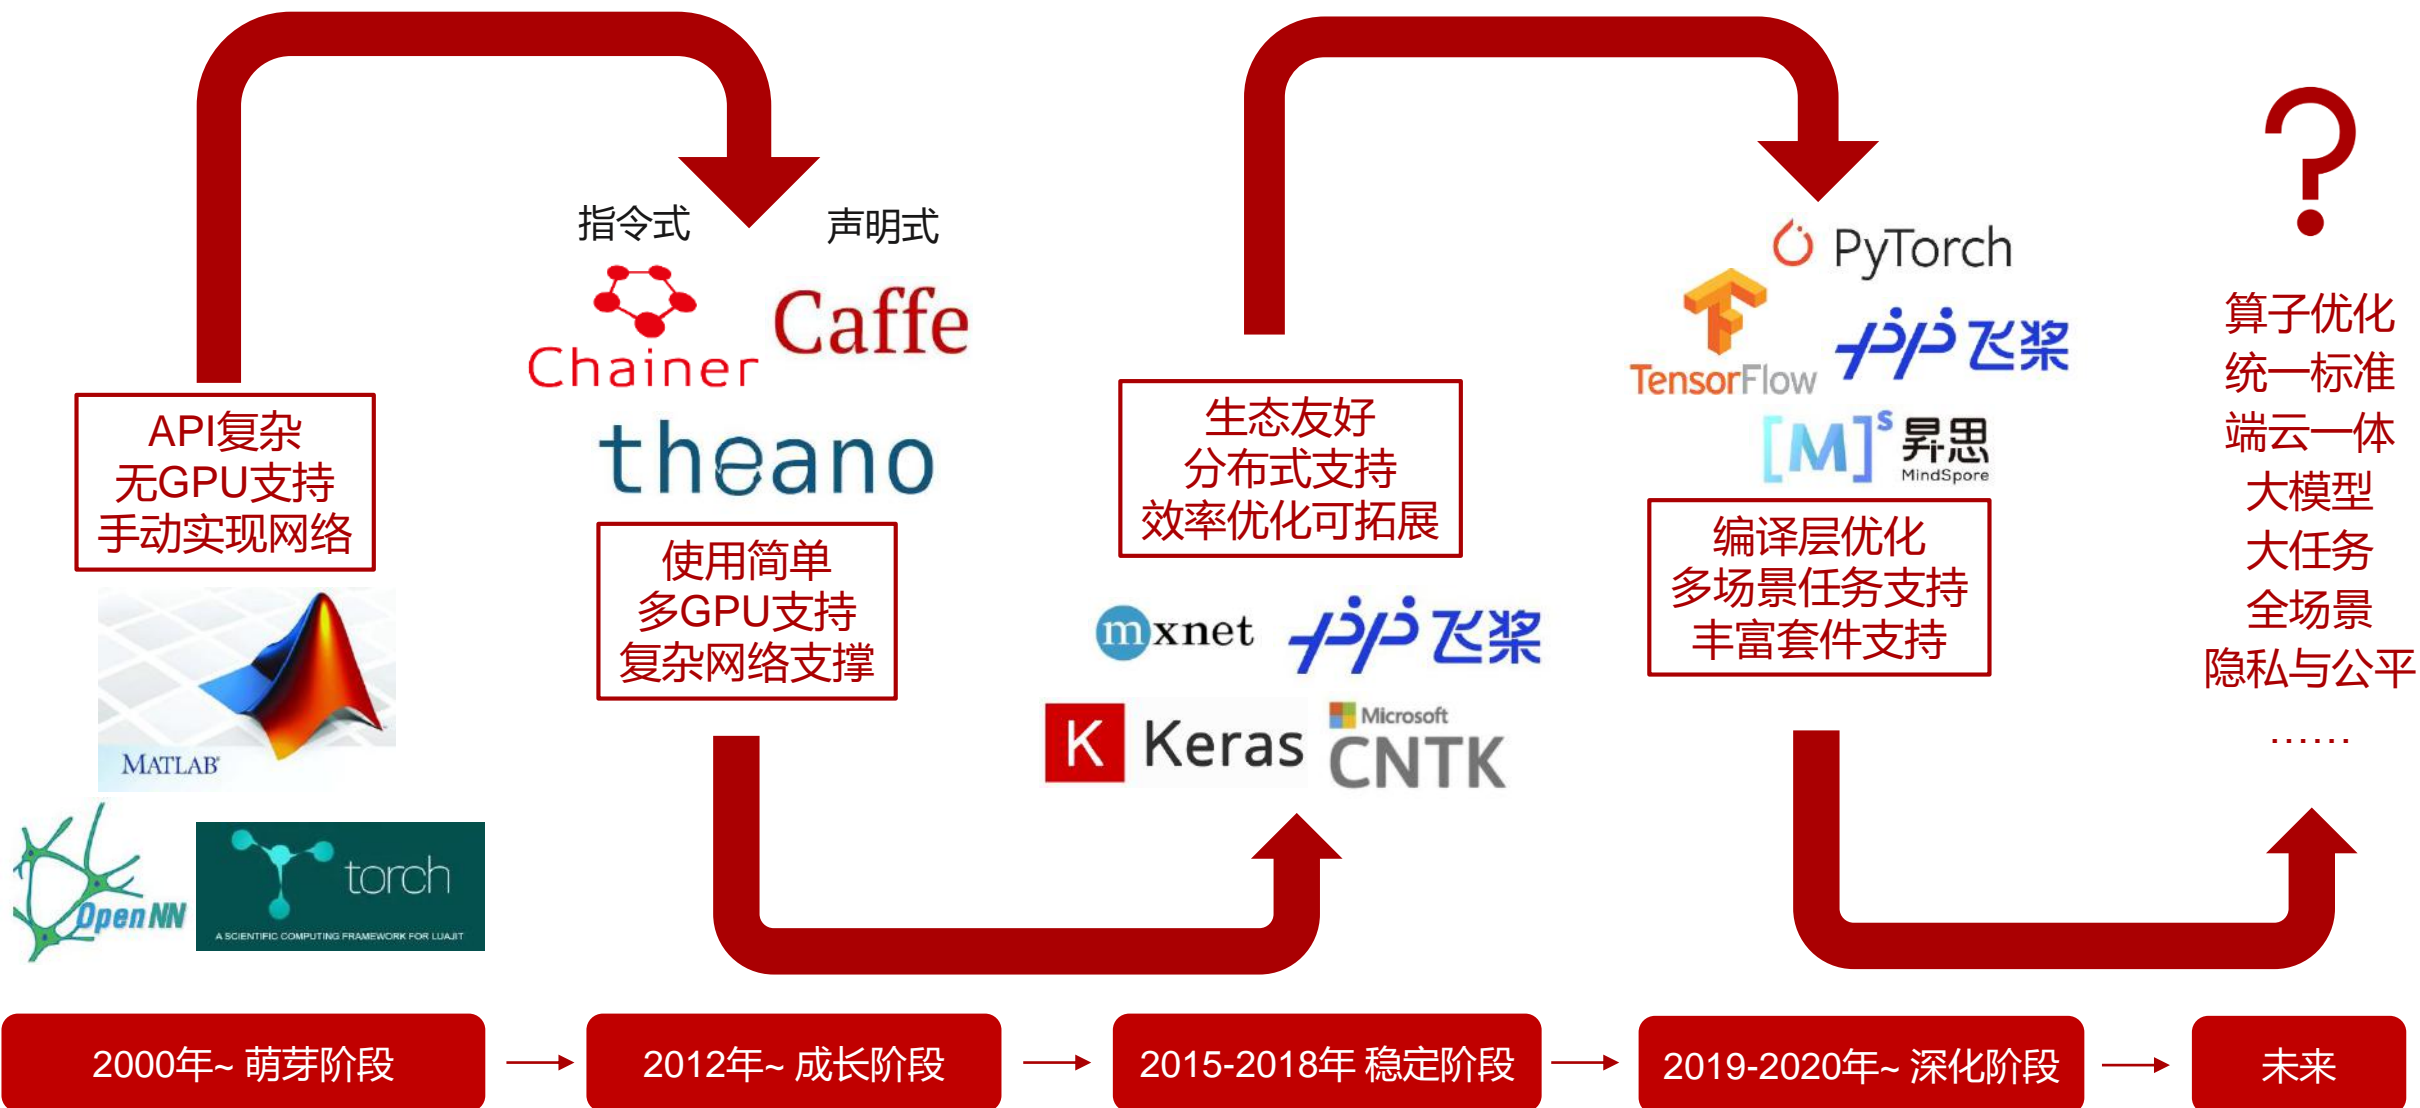 API复杂
无GPU支持
手动实现网络
MATLAB®
OpenNN
torch
A SCIENTIFIC COMPUTING FRAMEWORK FOR LUAJIT
指令式
声明式
Chainer
Caffe
theano
使用简单
多GPU支持
复杂网络支撑
生态友好
分布式支持
效率优化可拓展
mxnet
飞桨
K Keras
Microsoft
CNTK
PyTorch
TensorFlow
飞桨
[M]s 昇思
MindSpore
编译层优化
多场景任务支持
丰富套件支持
?
算子优化
统一标准
端云一体
大模型
大任务
全场景
隐私与公平
......
2000年~ 萌芽阶段
2012年~ 成长阶段
2015-2018年 稳定阶段
2019-2020年~ 深化阶段
未来